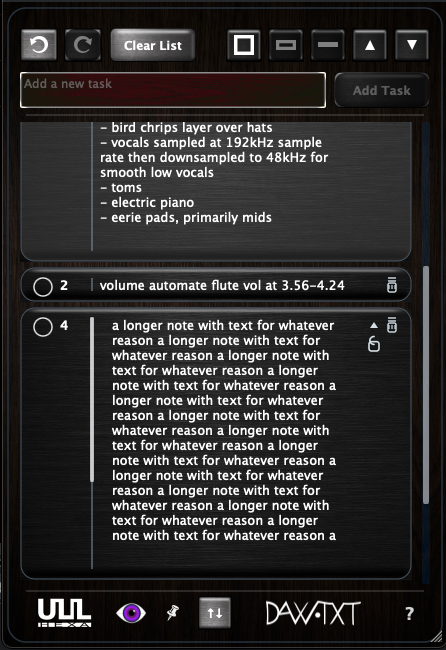 Clear List
Add a new task
Add Task
- bird chrips layer over hats
- vocals sampled at 192kHz sample
rate then downsampled to 48kHz for
smooth low vocals
- toms
- electric piano
- eerie pads, primarily mids
2 volume automate flute vol at 3.56-4.24
4 a longer note with text for whatever
reason a longer note with text for
whatever reason a longer note with
text for whatever reason a longer
note with text for whatever reason a
longer note with text for whatever
reason a longer note with text for
whatever reason a longer note with
text for whatever reason a longer
note with text for whatever reason a
longer note with text for whatever
reason a longer note with text for
whatever reason a longer note with
text for whatever reason a longer
note with text for whatever reason a
HEXA
DAW·TXT
?